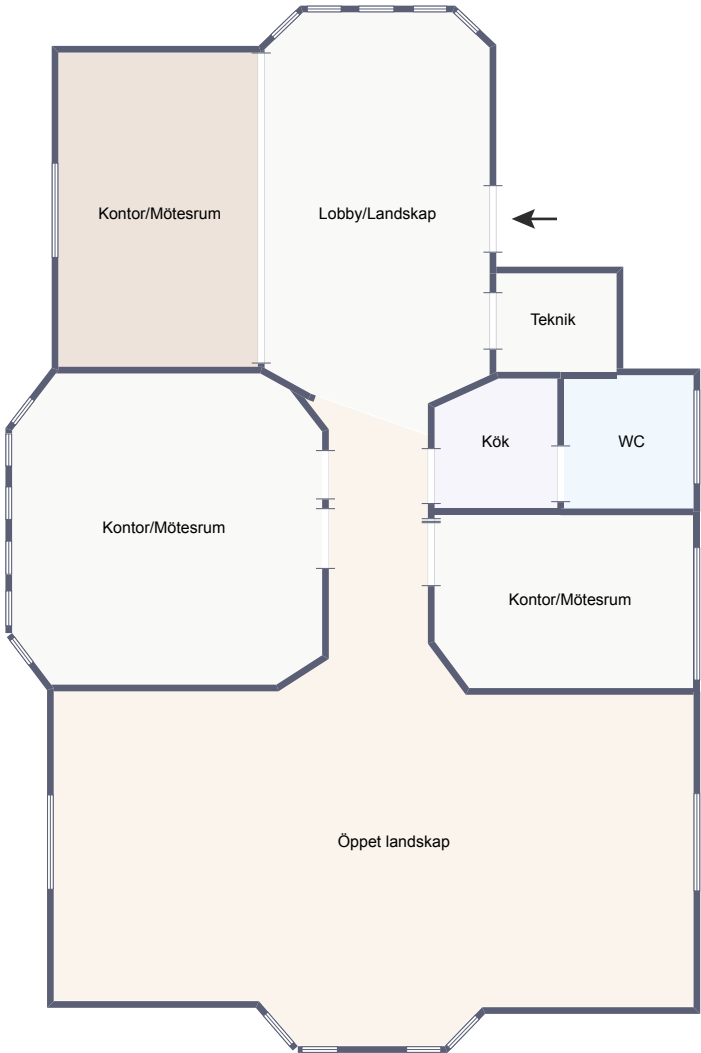 Kontor/Mötesrum
Lobby/Landskap
Teknik
Kök
WC
Kontor/Mötesrum
Kontor/Mötesrum
Öppet landskap